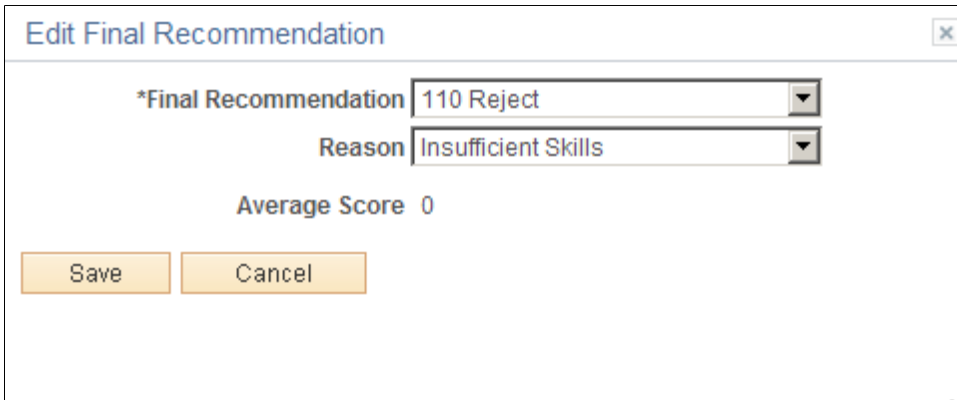 Edit Final Recommendation
*Final Recommendation 110 Reject
Reason Insufficient Skills
Average Score 0
Save Cancel